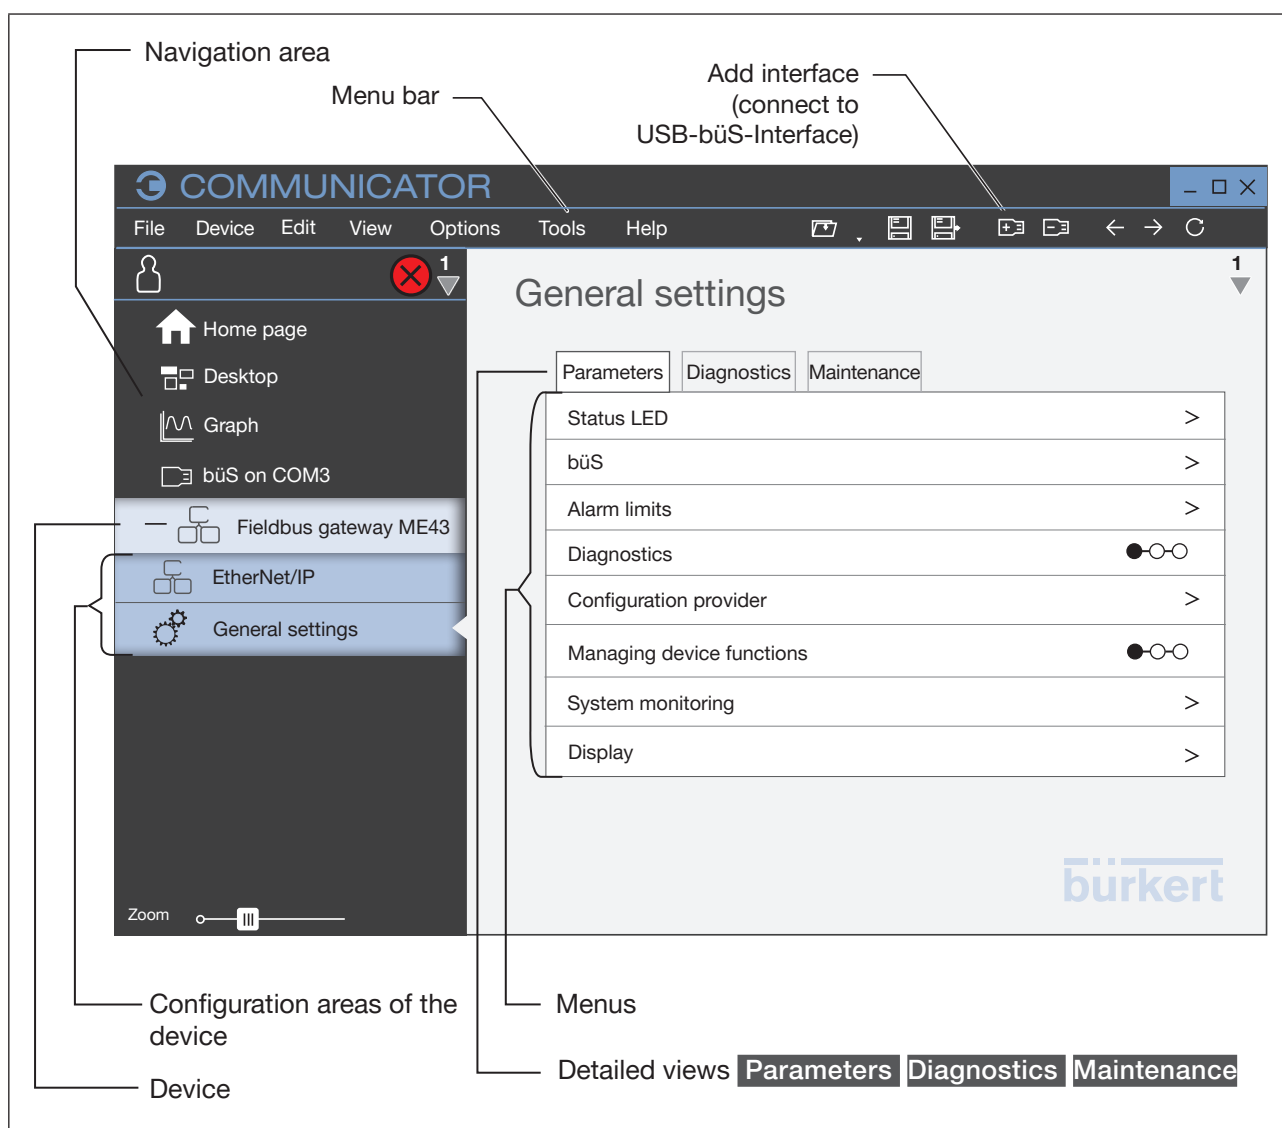 Navigation area
Menu bar
Add interface
(connect to
USB-büS-Interface)
COMMUNICATOR
File Device Edit View Options Tools Help
1
1
General settings
Home page
Desktop
Graph
büS on COM3
Fieldbus gateway ME43
EtherNet/IP
General settings
Parameters Diagnostics Maintenance
Status LED >
büS >
Alarm limits >
Diagnostics
Configuration provider >
Managing device functions
System monitoring >
Display >
bürkert
Zoom
Configuration areas of the
device
Device
Menus
Detailed views Parameters Diagnostics Maintenance